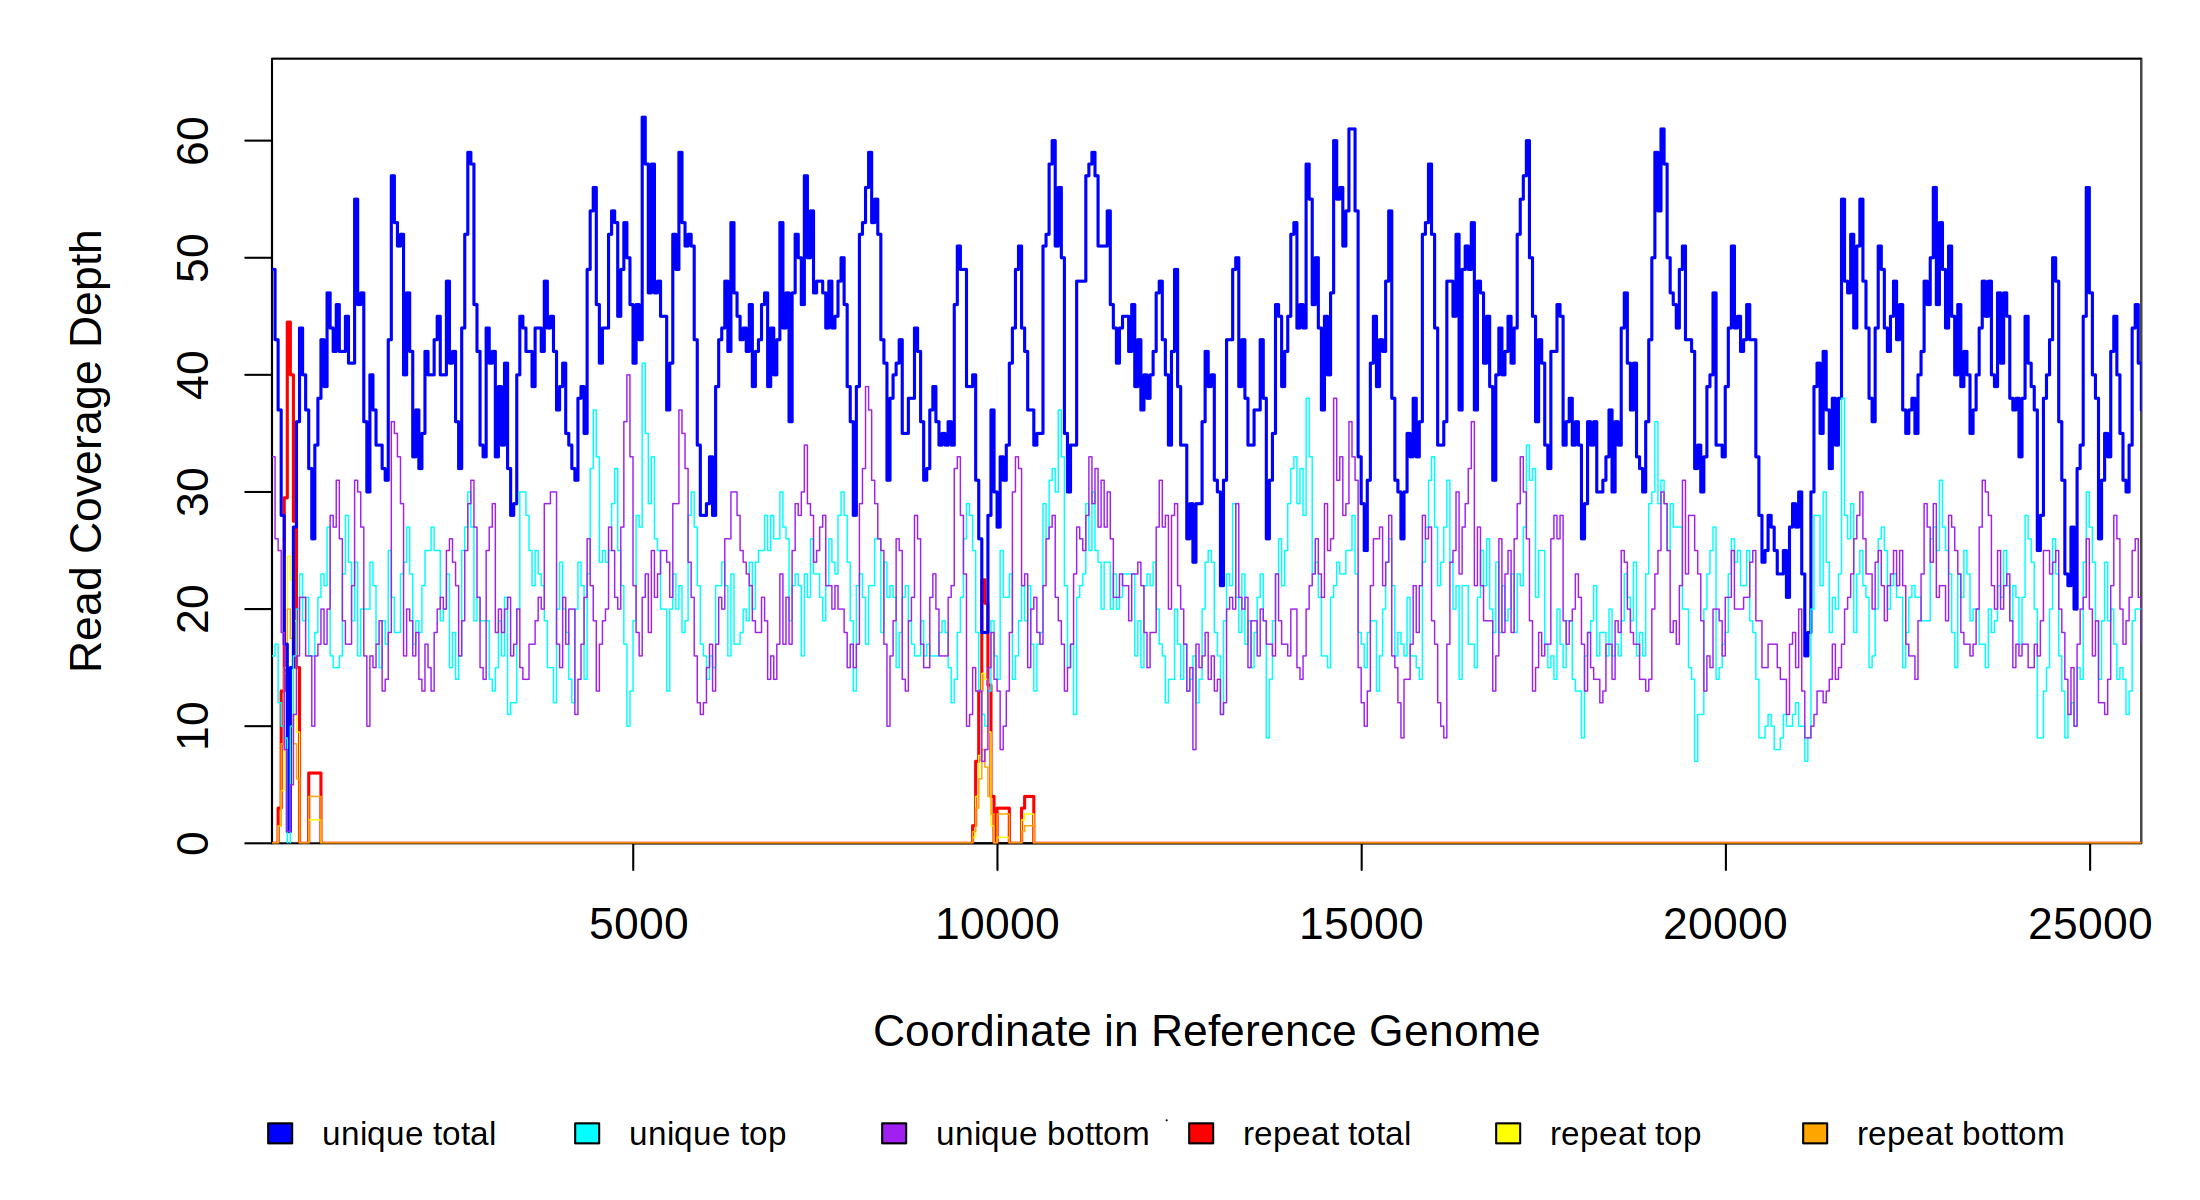 Read Coverage Depth
60
50
40
30
20
10
0
5000 10000 15000 20000 25000
Coordinate in Reference Genome
unique total unique top unique bottom repeat total repeat top repeat bottom